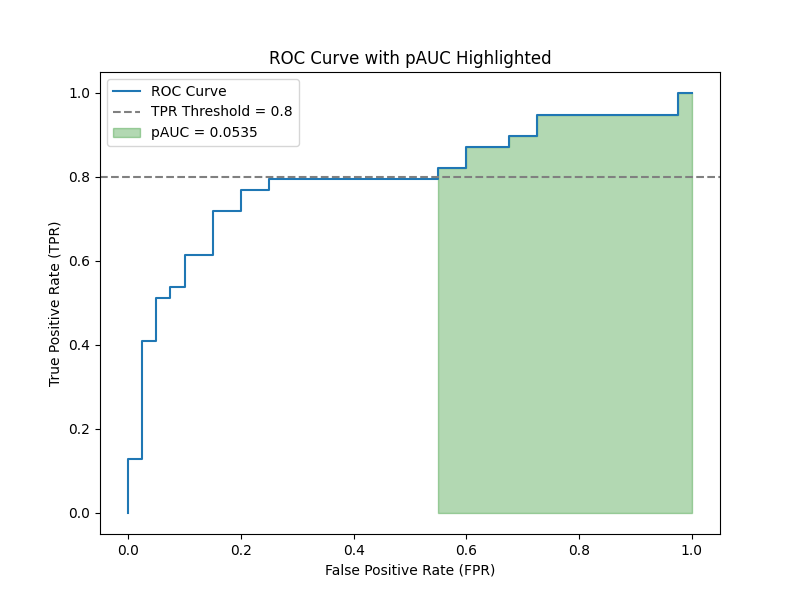 ROC Curve with pAUC Highlighted
ROC Curve
TPR Threshold = 0.8
pAUC = 0.0535
True Positive Rate (TPR)
1.0
0.8
0.6
0.4
0.2
0.0
0.0 0.2 0.4 0.6 0.8 1.0
False Positive Rate (FPR)